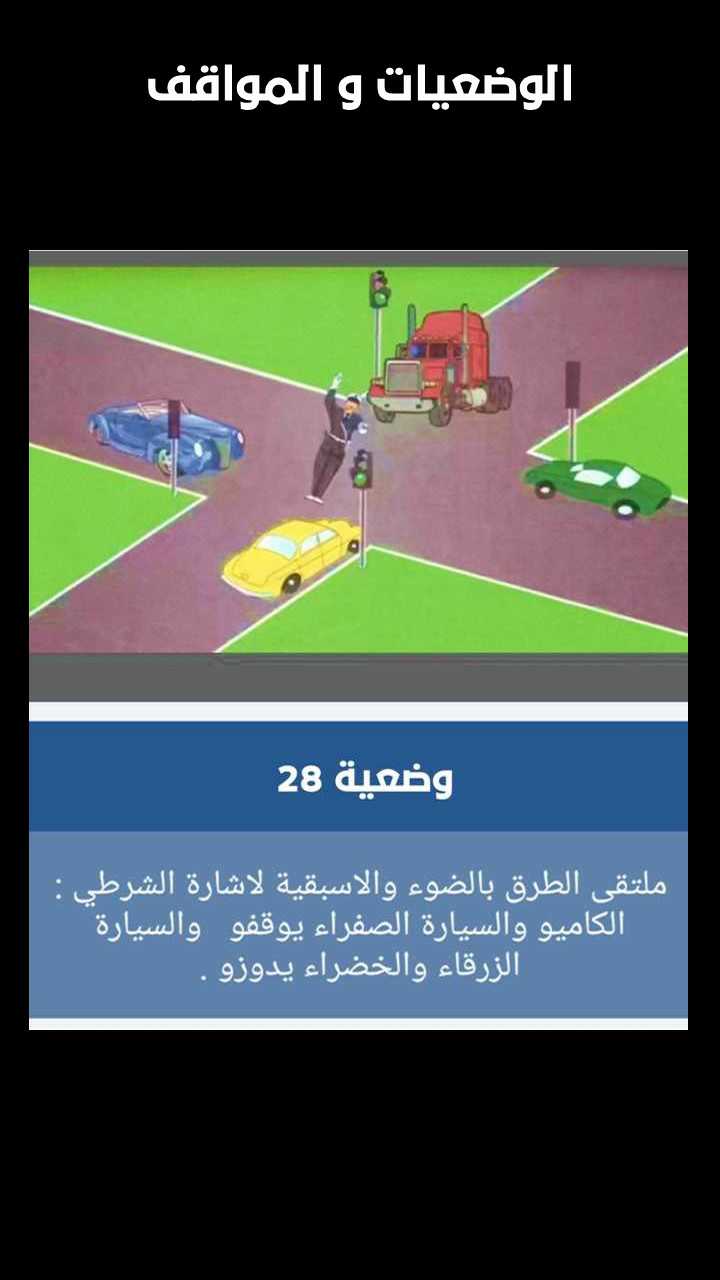 الوضعيات و المواقف
وضعية 28
ملتقى الطرق بالضوء والاسبقية لاشارة الشرطي :
الكاميو والسيارة الصفراء يوقفو والسيارة
الزرقاء والخضراء يدوزو .